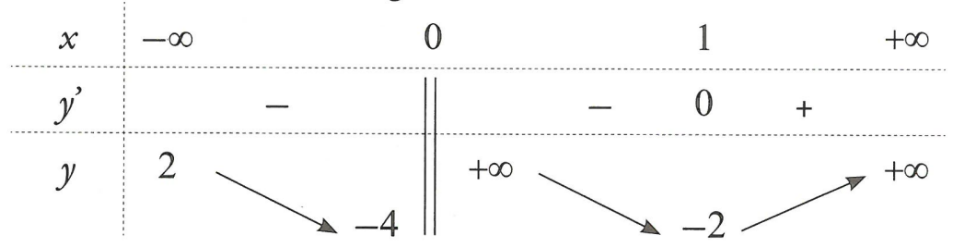 x −∞ 0 1 +∞
y’ − − 0 +
y 2 −4 +∞ −2 +∞